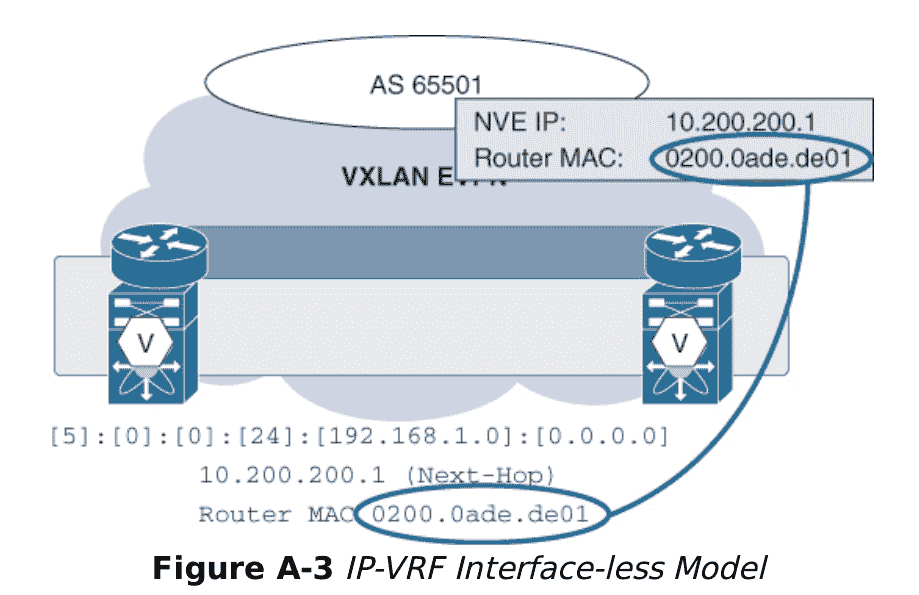 AS 65501
NVE IP: 10.200.200.1
Router MAC: 0200.0ade.de01
VXLAN EVPN
V V
[5]:[0]:[0]:[24]:[192.168.1.0]:[0.0.0.0]
10.200.200.1 (Next-Hop)
Router MAC 0200.0ade.de01
Figure A-3 IP-VRF Interface-less Model